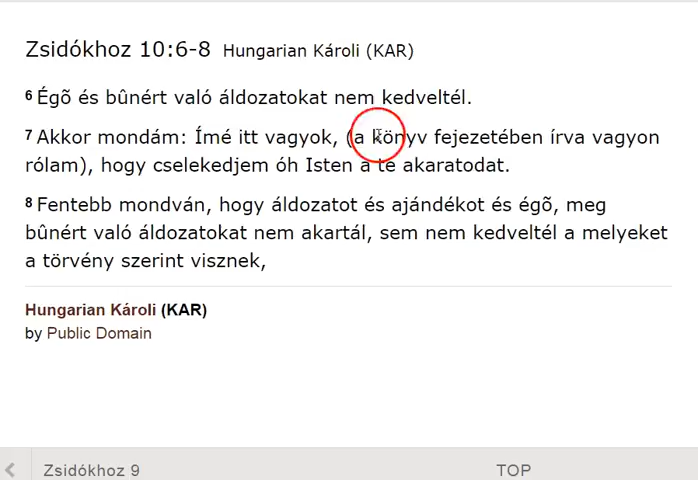 Zsidókhoz 10:6-8 Hungarian Károli (KAR)
6 Égõ és bûnért való áldozatokat nem kedveltél.
7 Akkor mondám: Ímé itt vagyok, (a könyv fejezetében írva vagyon
rólam), hogy cselekedjem óh Isten a te akaratodat.
8 Fentebb mondván, hogy áldozatot és ajándékot és égõ, meg
bûnért való áldozatokat nem akartál, sem nem kedveltél a melyeket
a törvény szerint visznek,
Hungarian Károli (KAR)
by Public Domain
Zsidókhoz 9 TOP